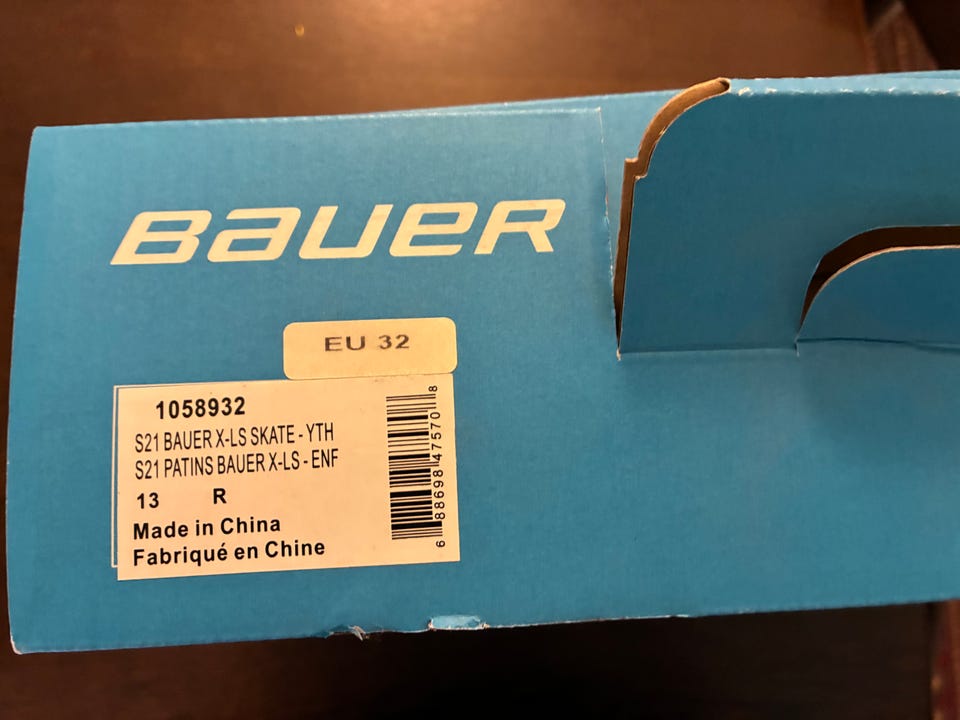 BAUER
EU 32
1058932
S21 BAUER X-LS SKATE - YTH
S21 PATINS BAUER X-LS - ENF
13 R
Made in China
Fabriqué en Chine
6 88698 47570 8